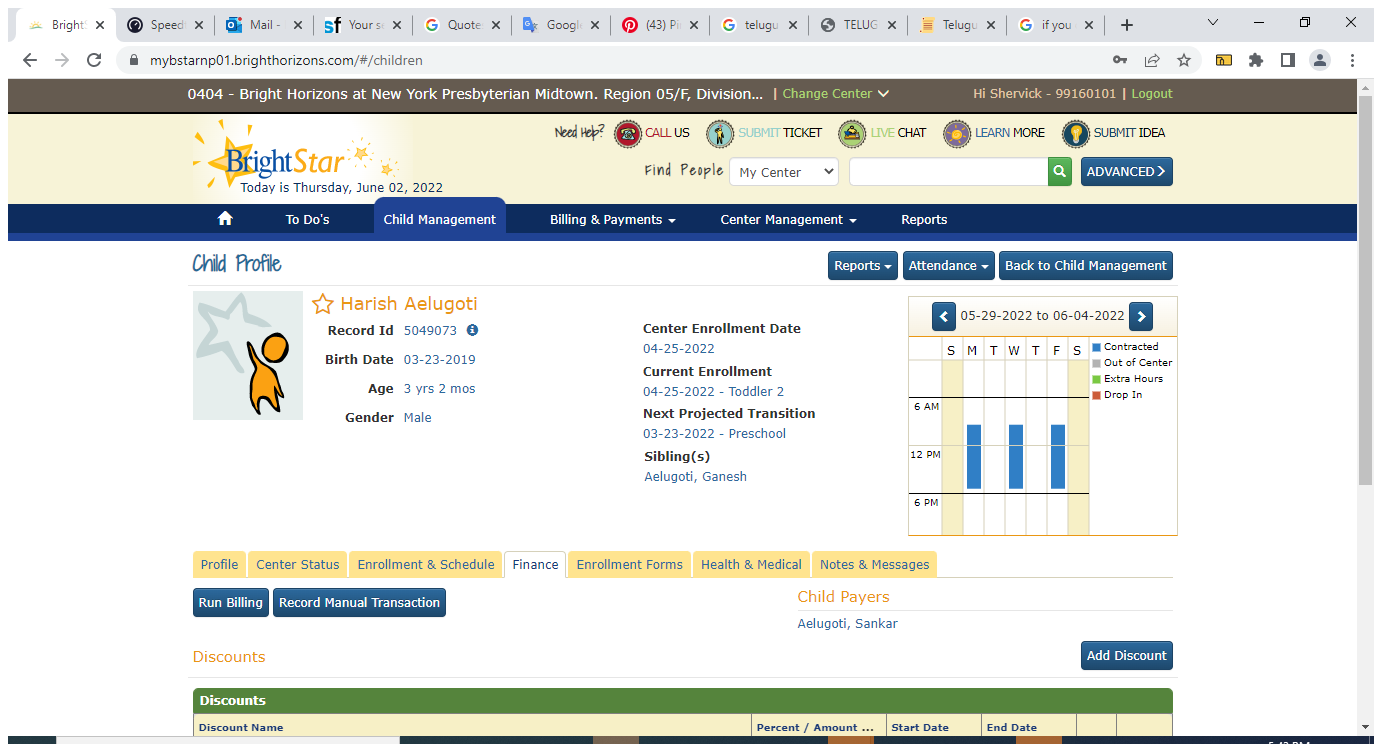 Bright Speed Mail - Your s Quote Googl (43) Pi telugu TELUG Telugu if you
mybstarnp01.brighthorizons.com/#/children
0404 - Bright Horizons at New York Presbyterian Midtown. Region 05/F, Division... | Change Center Hi Shervick - 99160101 | Logout
Need Help? CALL US SUBMIT TICKET LIVE CHAT LEARN MORE SUBMIT IDEA
BrightStar
Find People My Center ADVANCED
Today is Thursday, June 02, 2022
To Do's Child Management Billing & Payments Center Management Reports
Child Profile Reports Attendance Back to Child Management
Harish Aelugoti
Record Id 5049073
Birth Date 03-23-2019
Age 3 yrs 2 mos
Gender Male
Center Enrollment Date
04-25-2022
Current Enrollment
04-25-2022 - Toddler 2
Next Projected Transition
03-23-2022 - Preschool
Sibling(s)
Aelugoti, Ganesh
05-29-2022 to 06-04-2022
S M T W T F S
Contracted
Out of Center
Extra Hours
Drop In
6 AM
12 PM
6 PM
Profile Center Status Enrollment & Schedule Finance Enrollment Forms Health & Medical Notes & Messages
Run Billing Record Manual Transaction
Child Payers
Aelugoti, Sankar
Discounts Add Discount
Discounts
Discount Name Percent / Amount ... Start Date End Date